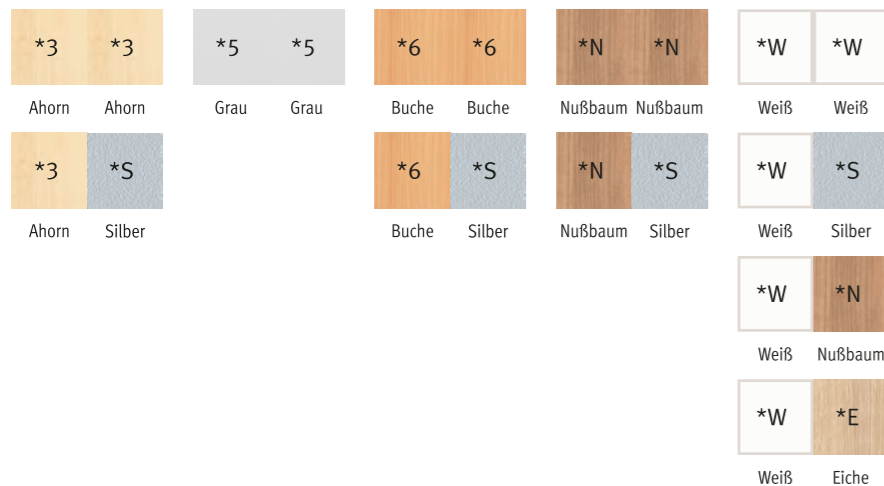 *3 *3 *5 *5 *6 *6 *N *N *W *W
Ahorn Ahorn Grau Grau Buche Buche Nußbaum Nußbaum Weiß Weiß
*3 *S *6 *S *N *S *W *S
Ahorn Silber Buche Silber Nußbaum Silber Weiß Silber
*W *N
Weiß Nußbaum
*W *E
Weiß Eiche